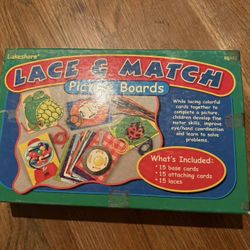 Lakeshore
LACE & MATCH
Picture Boards
While lacing colorful
cards together to
complete a picture,
children develop fine
motor skills, improve
eye/hand coordination
and learn to solve
problems.
What's Included:
• 15 base cards
• 15 attaching cards
• 15 laces